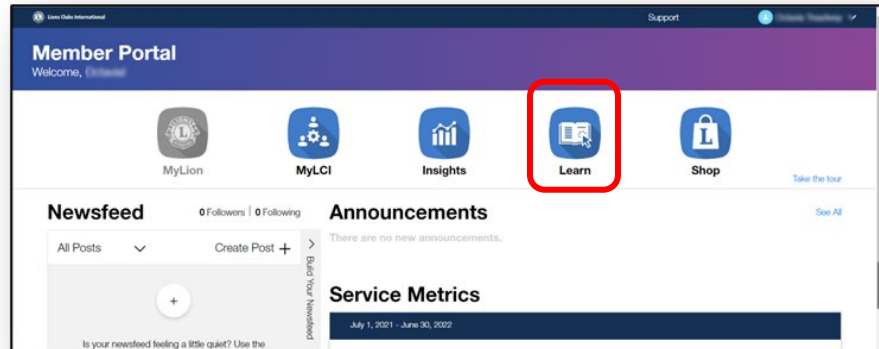 Lions Clubs International
Support
Member Portal
Welcome,
MyLion
MyLCI
Insights
Learn
L
Shop
Take the tour
Newsfeed
0 Followers | 0 Following
Announcements
See All
All Posts
Create Post +
There are no new announcements.
Build Your Newsfeed
Service Metrics
July 1, 2021 - June 30, 2022
Is your newsfeed feeling a little quiet? Use the